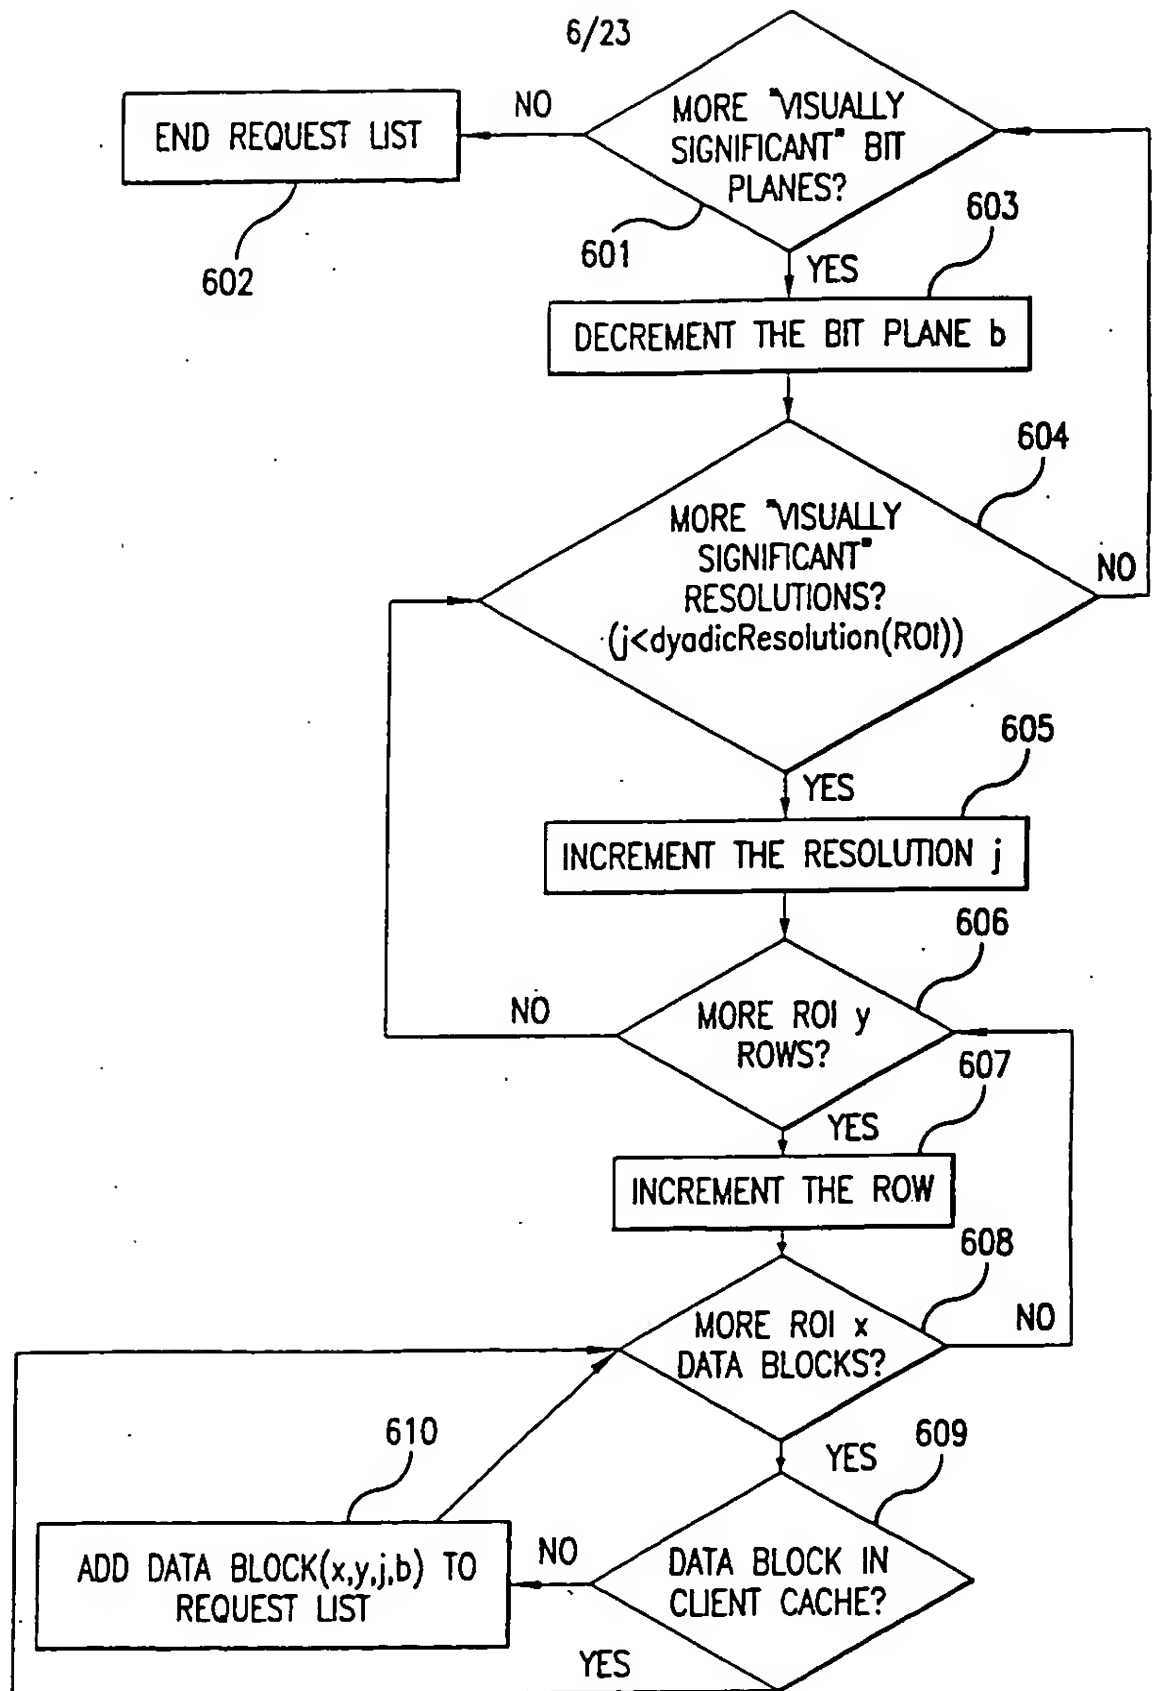 6/23
MORE "VISUALLY
SIGNIFICANT" BIT
PLANES?
NO
END REQUEST LIST
601
602
603
YES
DECREMENT THE BIT PLANE b
604
MORE "VISUALLY
SIGNIFICANT"
RESOLUTIONS?
(j<dyadicResolution(ROI))
NO
605
YES
INCREMENT THE RESOLUTION j
606
NO
MORE ROI y
ROWS?
607
YES
INCREMENT THE ROW
608
MORE ROI x
DATA BLOCKS?
NO
610
YES
609
ADD DATA BLOCK(x,y,j,b) TO
REQUEST LIST
NO
DATA BLOCK IN
CLIENT CACHE?
YES